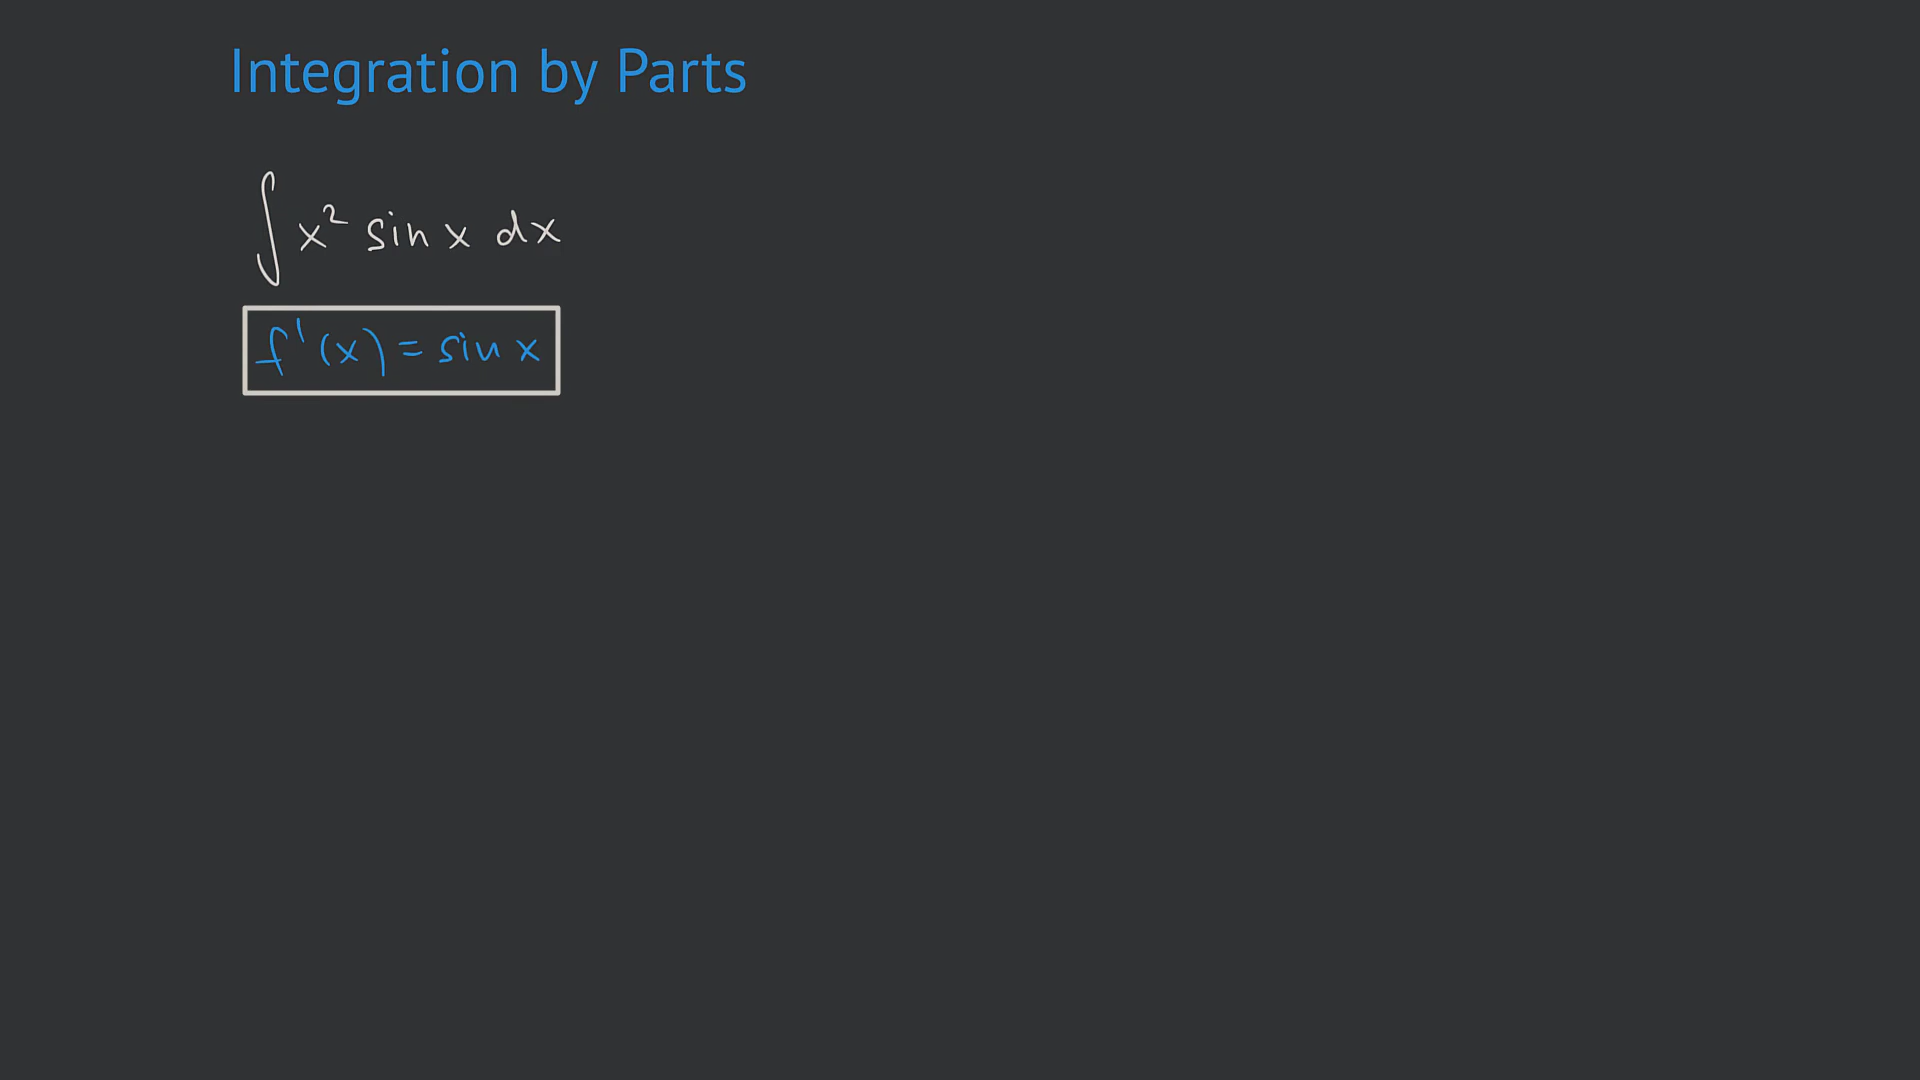 Integration by Parts
∫ x² sin x dx
f'(x) = sin x